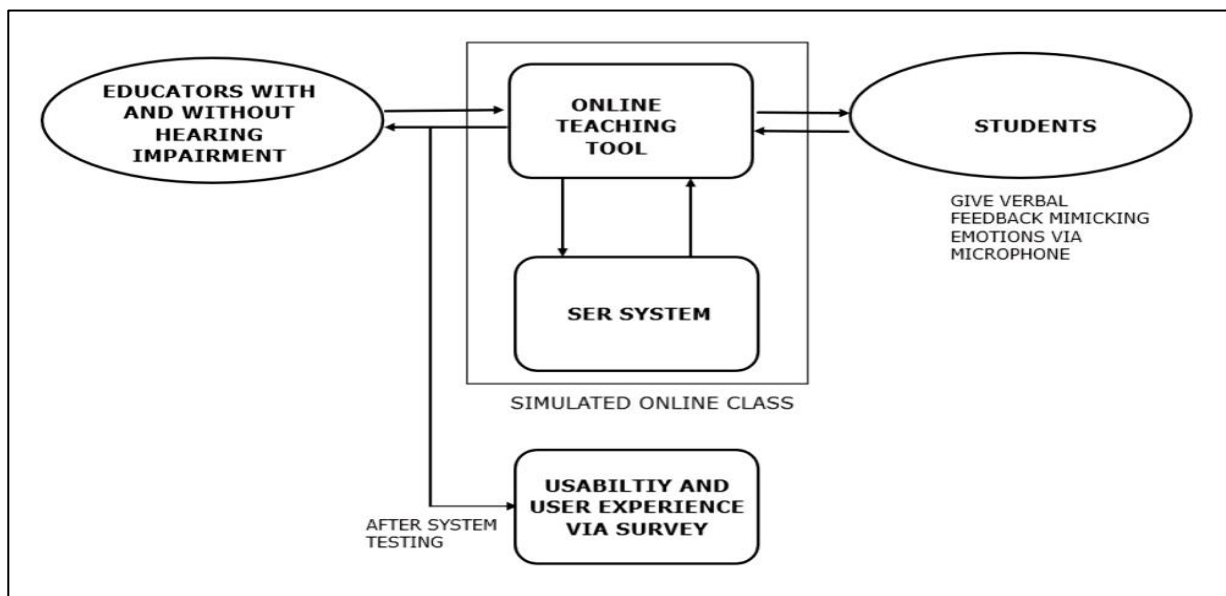 EDUCATORS WITH
AND WITHOUT
HEARING
IMPAIRMENT
ONLINE
TEACHING
TOOL
STUDENTS
GIVE VERBAL
FEEDBACK MIMICKING
EMOTIONS VIA
MICROPHONE
SER SYSTEM
SIMULATED ONLINE CLASS
USABILTIY AND
USER EXPERIENCE
VIA SURVEY
AFTER SYSTEM
TESTING